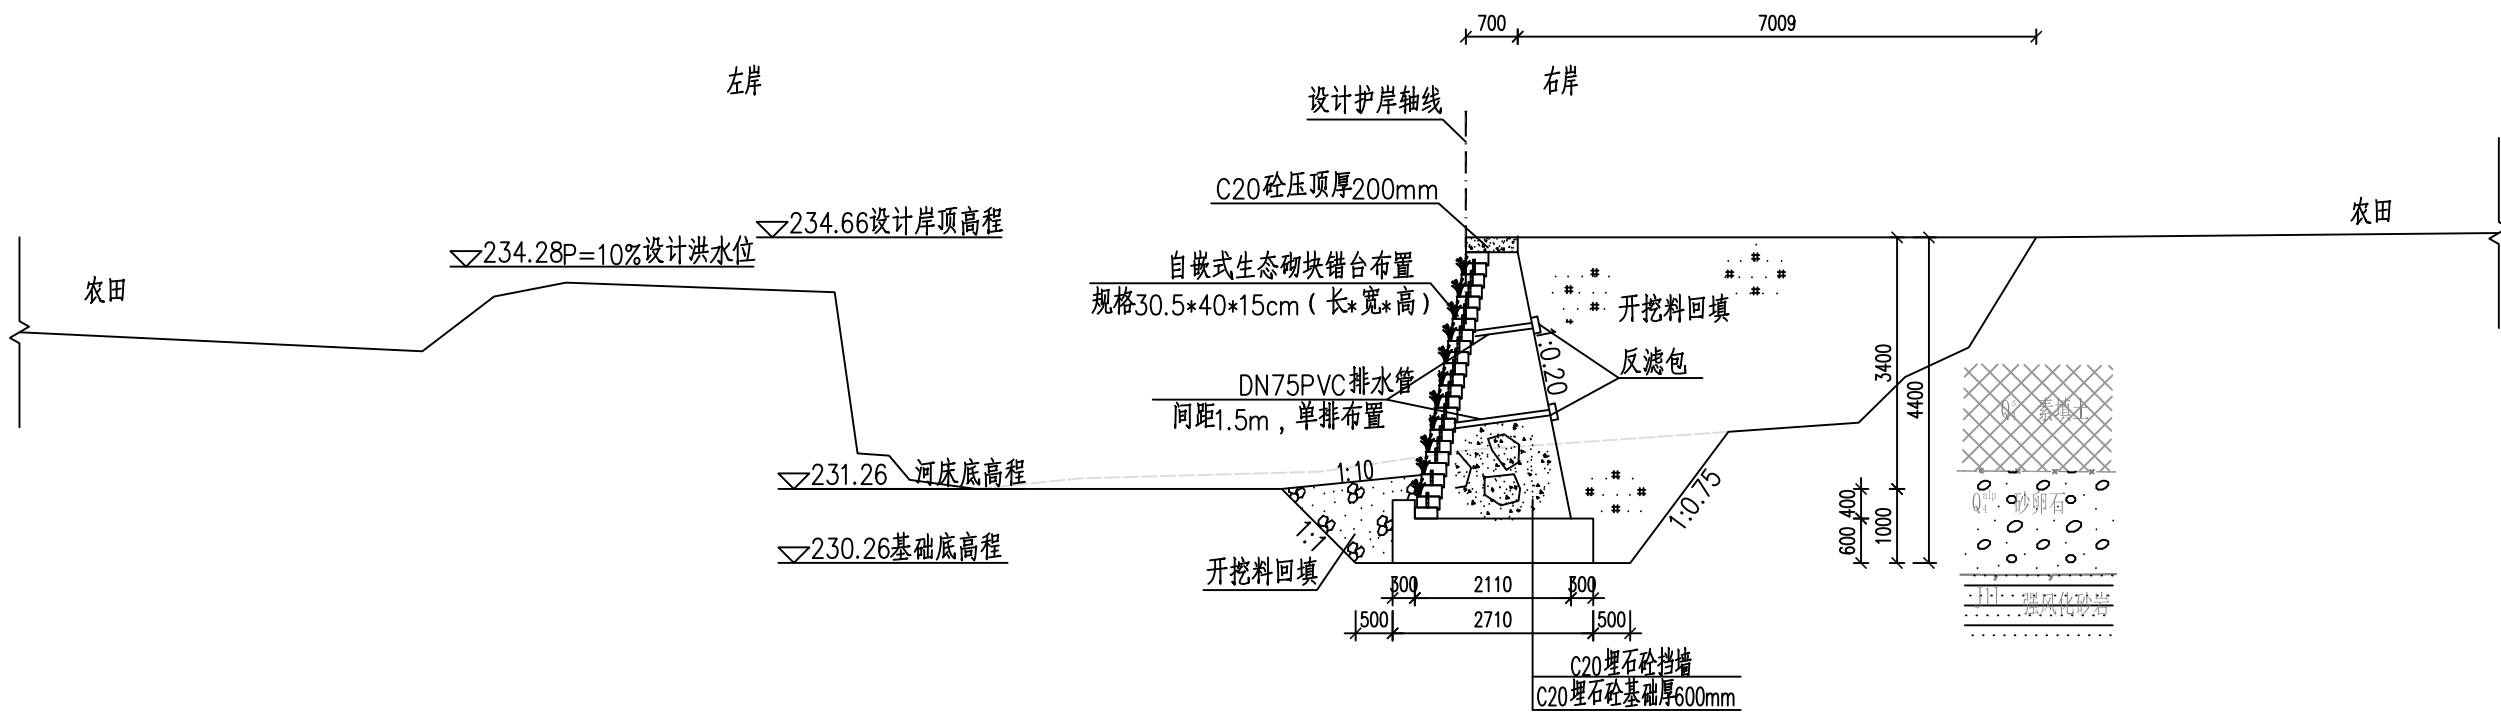 700
7009
左岸
右岸
设计护岸轴线
C20砼压顶厚200mm
农田
234.66设计岸顶高程
234.28P=10%设计洪水位
自嵌式生态砌块错台布置
规格30.5*40*15cm(长*宽*高)
农田
开挖料回填
1:0.20
反滤包
3400
4400
DN75PVC排水管
间距1.5m,单排布置
素填土
231.26 河床底高程
1:10
1:0.75
400
600
1000
Q₄ᵃˡᵖ 砂卵石
1:1
230.26基础底高程
开挖料回填
300
2110
300
J1l 强风化砂岩
500
2710
500
C20埋石砼挡墙
C20埋石砼基础厚600mm